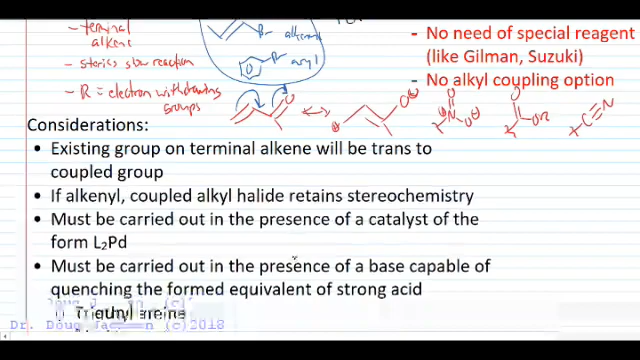 - terminal
alkene
- sterics slow reaction
- R = electron withdrawing
groups
Br
R
aryl
- No need of special reagent
(like Gilman, Suzuki)
- No alkyl coupling option
O
⊕
O⊖
O
⊕N
O⊖
O
OR
C≡N
Considerations:
• Existing group on terminal alkene will be trans to
coupled group
• If alkenyl, coupled alkyl halide retains stereochemistry
• Must be carried out in the presence of a catalyst of the
form L₂Pd
• Must be carried out in the presence of a base capable of
quenching the formed equivalent of strong acid
Dr. Doug (c)2018